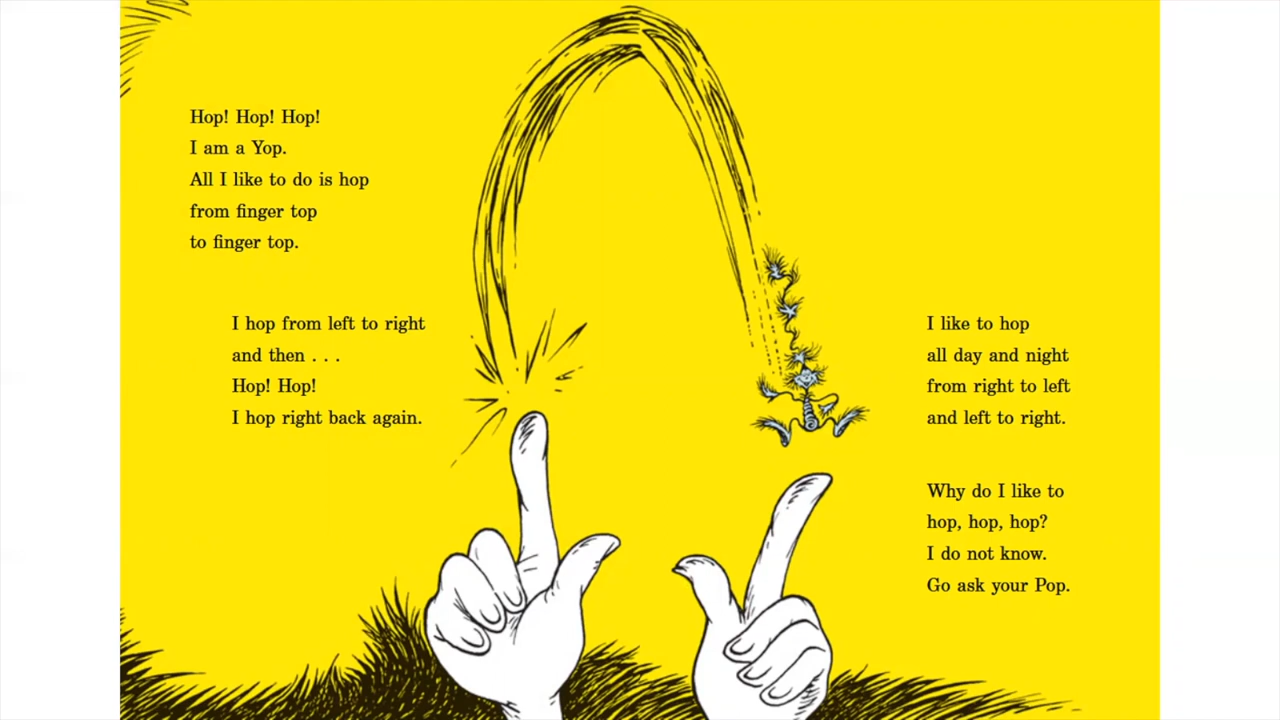 Hop! Hop! Hop!
I am a Yop.
All I like to do is hop
from finger top
to finger top.
I hop from left to right
and then . . .
Hop! Hop!
I hop right back again.
I like to hop
all day and night
from right to left
and left to right.
Why do I like to
hop, hop, hop?
I do not know.
Go ask your Pop.